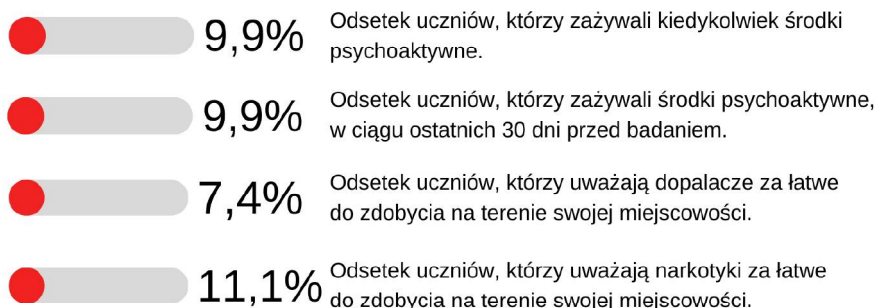 9,9%
Odsetek uczniów, którzy zażywali kiedykolwiek środki
psychoaktywne.
9,9%
Odsetek uczniów, którzy zażywali środki psychoaktywne,
w ciągu ostatnich 30 dni przed badaniem.
7,4%
Odsetek uczniów, którzy uważają dopalacze za łatwe
do zdobycia na terenie swojej miejscowości.
11,1%
Odsetek uczniów, którzy uważają narkotyki za łatwe
do zdobycia na terenie swojej miejscowości.